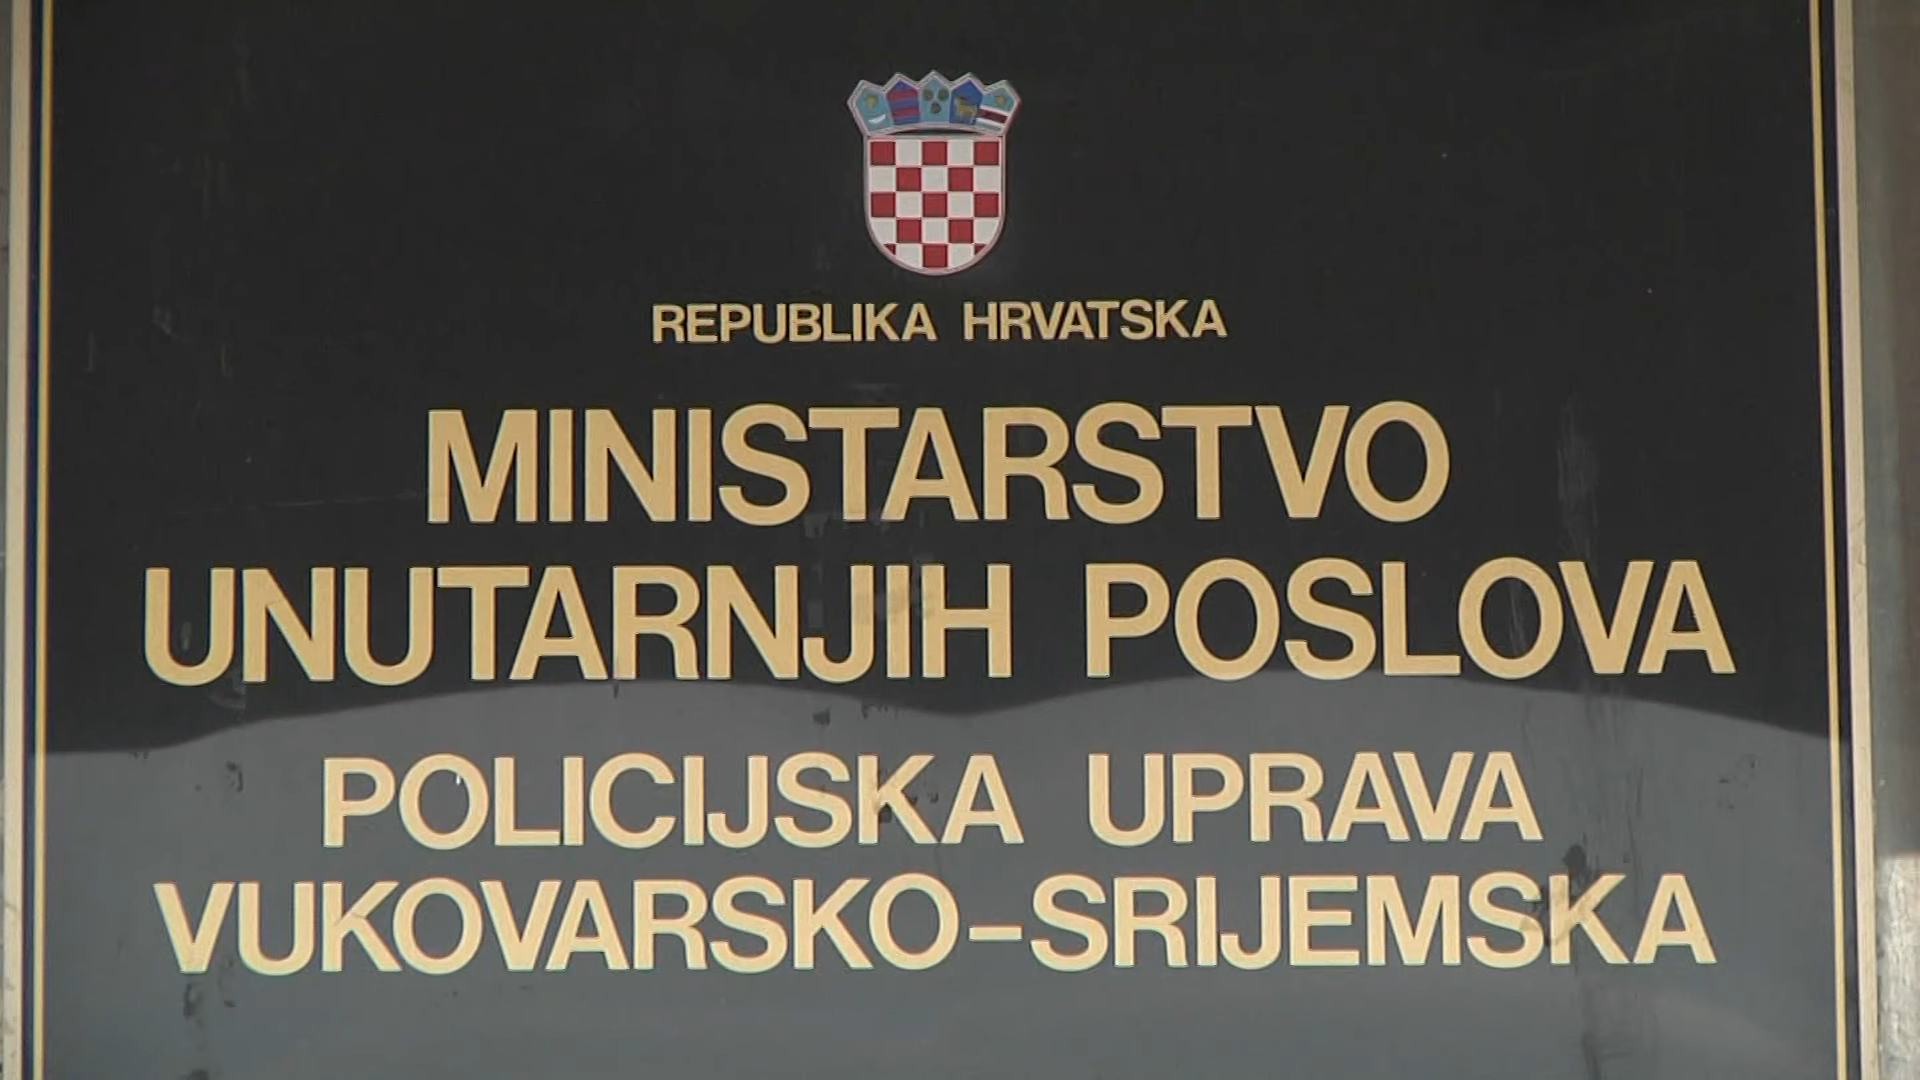 REPUBLIKA HRVATSKA
MINISTARSTVO
UNUTARNJIH POSLOVA
POLICIJSKA UPRAVA
VUKOVARSKO-SRIJEMSKA